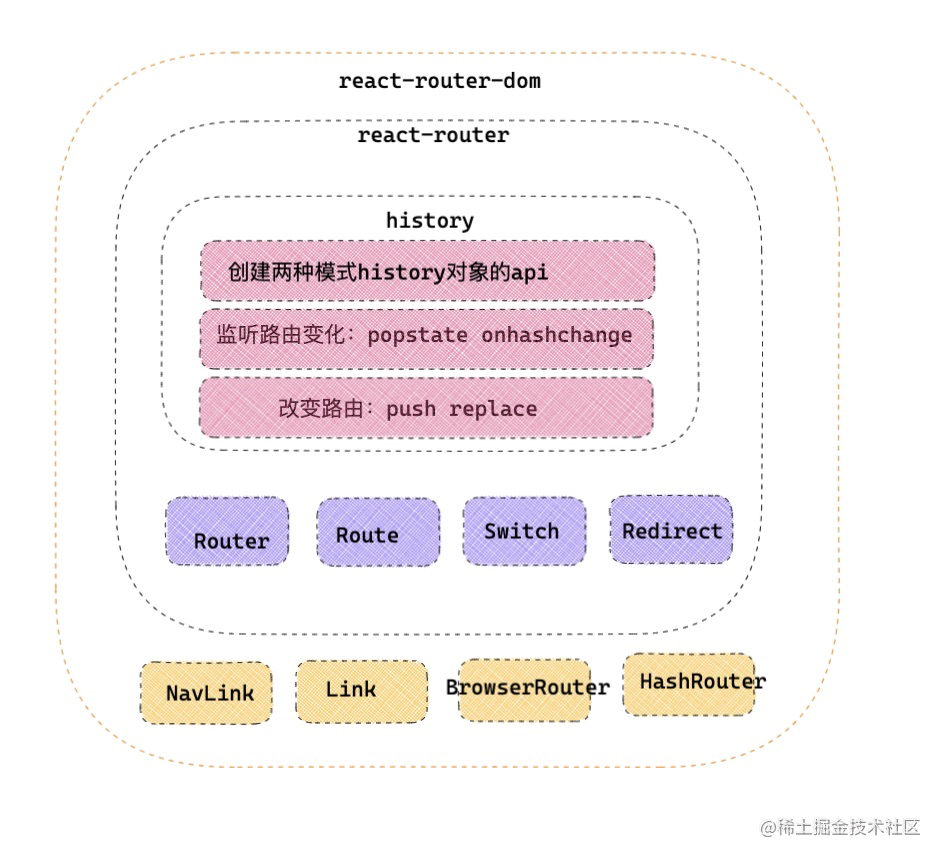 react-router-dom
react-router
history
创建两种模式history对象的api
监听路由变化: popstate onhashchange
改变路由: push replace
Router Route Switch Redirect
NavLink Link BrowserRouter HashRouter
@稀土掘金技术社区